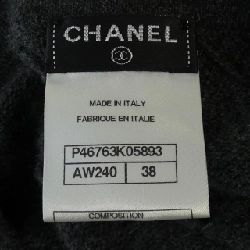 CHANEL
MADE IN ITALY
FABRIQUE EN ITALIE
P46763K05893
AW240 38
COMPOSITION